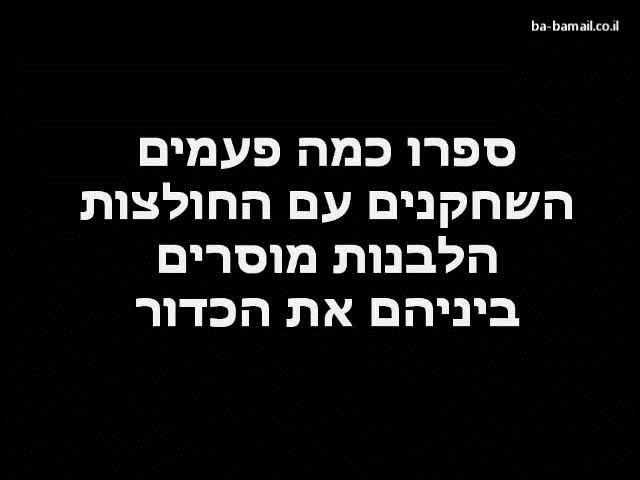 ba-bamail.co.il
ספרו כמה פעמים
השחקנים עם החולצות
הלבנות מוסרים
ביניהם את הכדור